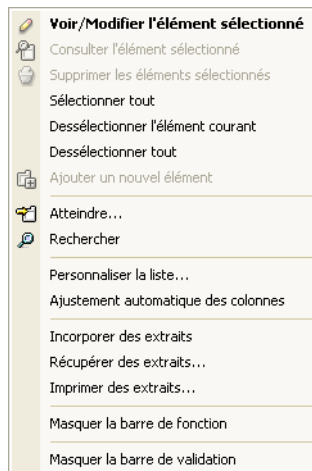 Voir/Modifier l'élément sélectionné
Consulter l'élément sélectionné
Supprimer les éléments sélectionnés
Sélectionner tout
Dessélectionner l'élément courant
Dessélectionner tout
Ajouter un nouvel élément
Atteindre...
Rechercher
Personnaliser la liste...
Ajustement automatique des colonnes
Incorporer des extraits
Récupérer des extraits...
Imprimer des extraits...
Masquer la barre de fonction
Masquer la barre de validation